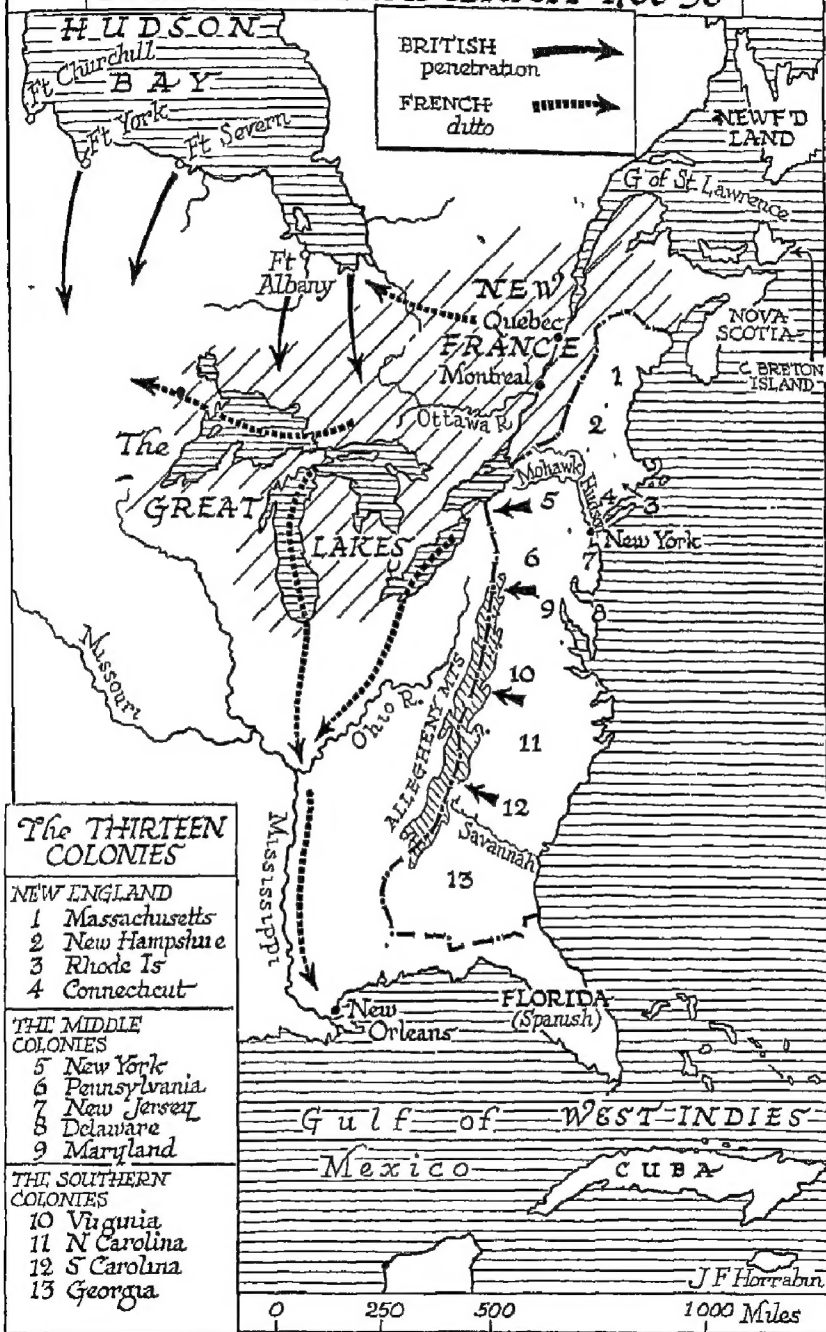 HUDSON
BAY
Ft Churchill
Ft York
Ft Severn
BRITISH
penetration
FRENCH
ditto
NEWF'D
LAND
G of St Lawrence
Ft
Albany
NEW
FRANCE
Quebec
Montreal
NOVA
SCOTIA
C BRETON
ISLAND
Ottawa R.
The
GREAT
LAKES
Mohawk
Hudson
New York
1
2
3
4
5
6
7
8
9
10
11
12
13
Missouri
Ohio R.
ALLEGHENY MTS
Savannah
Mississippi
New
Orleans
FLORIDA
(Spanish)
Gulf of
Mexico
WEST INDIES
CUBA
J F Horrabin
The THIRTEEN
COLONIES
NEW ENGLAND
1 Massachusetts
2 New Hampshire
3 Rhode Is
4 Connecticut
THE MIDDLE
COLONIES
5 New York
6 Pennsylvania
7 New Jersey
8 Delaware
9 Maryland
THE SOUTHERN
COLONIES
10 Virginia
11 N Carolina
12 S Carolina
13 Georgia
0 250 500 1000 Miles